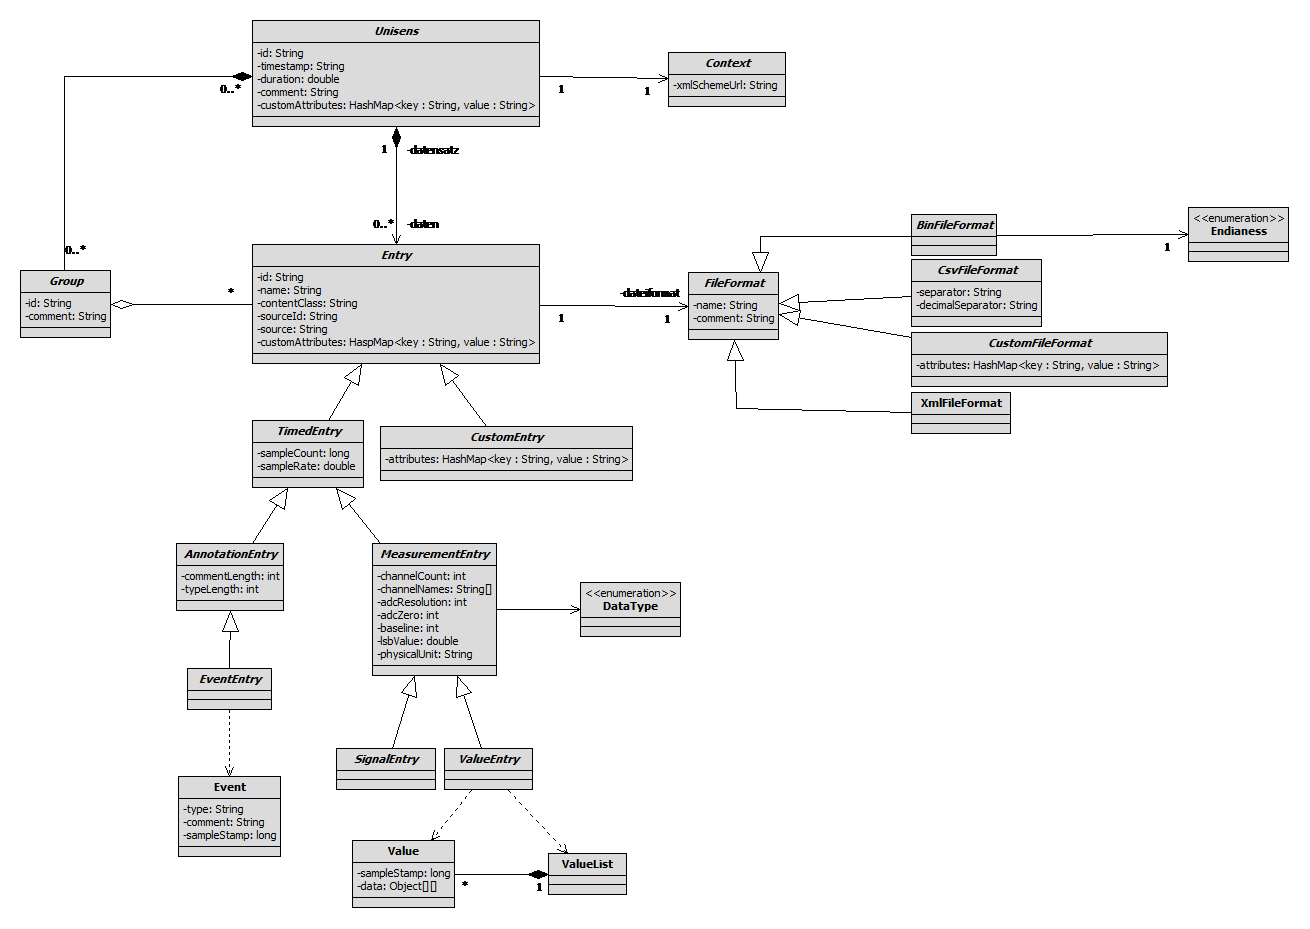 Unisens
-id: String
-timestamp: String
-duration: double
-comment: String
-customAttributes: HashMap<key : String, value : String>
0..*
1
1
Context
-xmlSchemeUrl: String
1
-datensatz
0..*
-daten
0..*
Group
-id: String
-comment: String
*
Entry
-id: String
-name: String
-contentClass: String
-sourceId: String
-source: String
-customAttributes: HaspMap<key : String, value : String>
1
-dateiformat
1
FileFormat
-name: String
-comment: String
BinFileFormat
1
<<enumeration>>
Endianess
CsvFileFormat
-separator: String
-decimalSeparator: String
CustomFileFormat
-attributes: HashMap<key : String, value : String>
XmlFileFormat
TimedEntry
-sampleCount: long
-sampleRate: double
CustomEntry
-attributes: HashMap<key : String, value : String>
AnnotationEntry
-commentLength: int
-typeLength: int
MeasurementEntry
-channelCount: int
-channelNames: String[]
-adcResolution: int
-adcZero: int
-baseline: int
-lsbValue: double
-physicalUnit: String
<<enumeration>>
DataType
EventEntry
Event
-type: String
-comment: String
-sampleStamp: long
SignalEntry
ValueEntry
Value
-sampleStamp: long
-data: Object[][]
*
1
ValueList